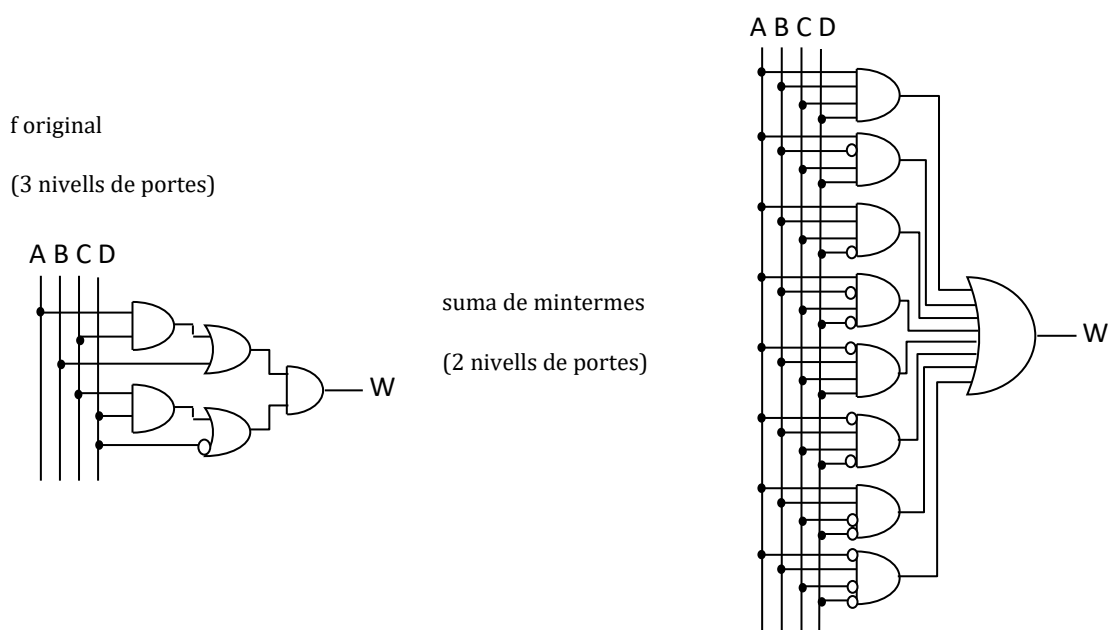 f original
(3 nivells de portes)
A B C D
W
suma de mintermes
(2 nivells de portes)
A B C D
W